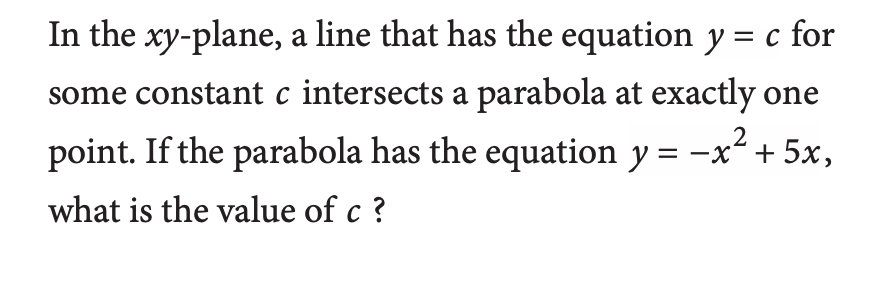 In the xy-plane, a line that has the equation y = c for
some constant c intersects a parabola at exactly one
point. If the parabola has the equation y = −x² + 5x,
what is the value of c ?